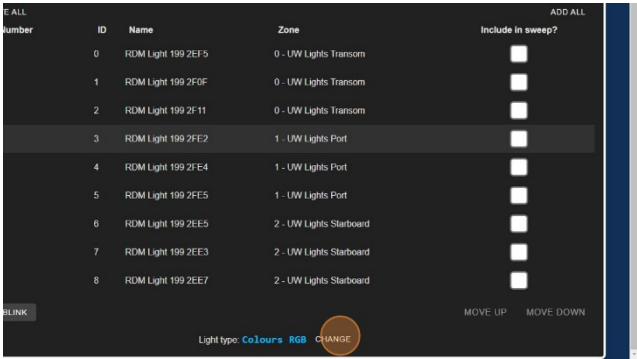 TE ALL ADD ALL
Number ID Name Zone Include in sweep?
0 RDM Light 199 2EF5 0 - UW Lights Transom
1 RDM Light 199 2F0F 0 - UW Lights Transom
2 RDM Light 199 2F11 0 - UW Lights Transom
3 RDM Light 199 2FE2 1 - UW Lights Port
4 RDM Light 199 2FE4 1 - UW Lights Port
5 RDM Light 199 2FE5 1 - UW Lights Port
6 RDM Light 199 2EE5 2 - UW Lights Starboard
7 RDM Light 199 2EE3 2 - UW Lights Starboard
8 RDM Light 199 2EE7 2 - UW Lights Starboard
BLINK MOVE UP MOVE DOWN
Light type: Colours RGB CHANGE